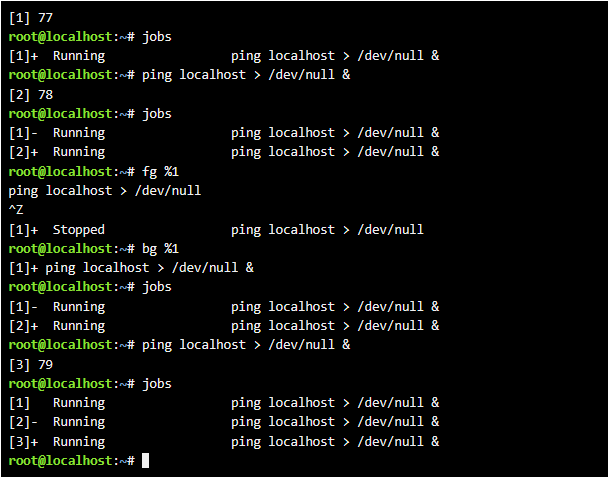 [1] 77
root@localhost:~# jobs
[1]+  Running                 ping localhost > /dev/null &
root@localhost:~# ping localhost > /dev/null &
[2] 78
root@localhost:~# jobs
[1]-  Running                 ping localhost > /dev/null &
[2]+  Running                 ping localhost > /dev/null &
root@localhost:~# fg %1
ping localhost > /dev/null
^Z
[1]+  Stopped                 ping localhost > /dev/null
root@localhost:~# bg %1
[1]+ ping localhost > /dev/null &
root@localhost:~# jobs
[1]-  Running                 ping localhost > /dev/null &
[2]+  Running                 ping localhost > /dev/null &
root@localhost:~# ping localhost > /dev/null &
[3] 79
root@localhost:~# jobs
[1]   Running                 ping localhost > /dev/null &
[2]-  Running                 ping localhost > /dev/null &
[3]+  Running                 ping localhost > /dev/null &
root@localhost:~#